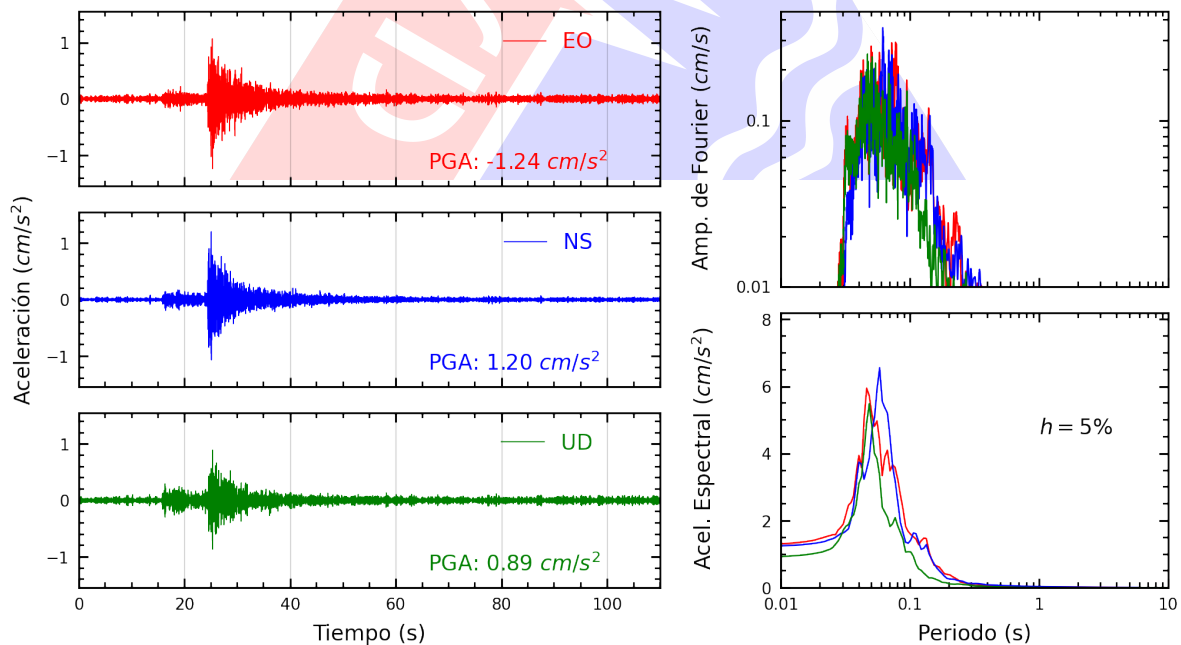 Aceleración (cm/s²)
1
0
−1
EO
PGA: -1.24 cm/s²
1
0
−1
NS
PGA: 1.20 cm/s²
1
0
−1
UD
PGA: 0.89 cm/s²
0
20
40
60
80
100
Tiempo (s)
Amp. de Fourier (cm/s)
0.1
0.01
Acel. Espectral (cm/s²)
8
6
4
2
0
h = 5%
0.01
0.1
1
10
Periodo (s)